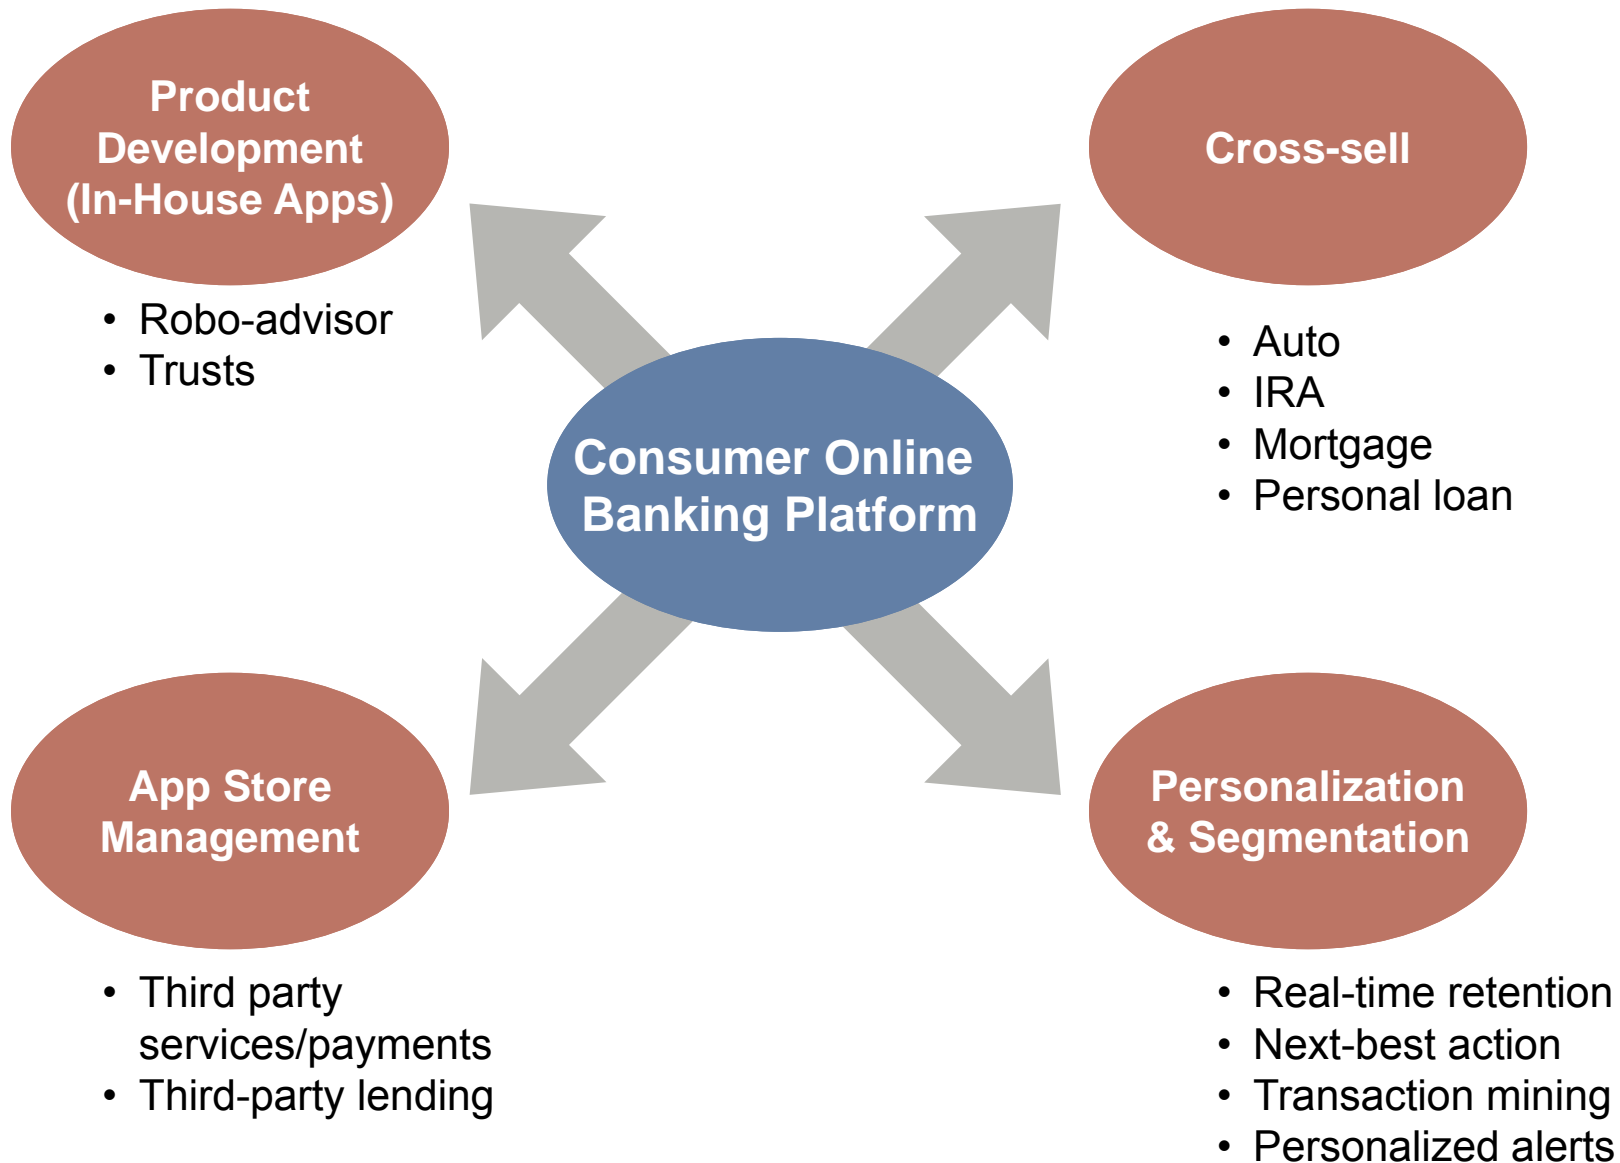 Product
Development
(In-House Apps)
• Robo-advisor
• Trusts
Cross-sell
• Auto
• IRA
• Mortgage
• Personal loan
Consumer Online
Banking Platform
App Store
Management
• Third party
services/payments
• Third-party lending
Personalization
& Segmentation
• Real-time retention
• Next-best action
• Transaction mining
• Personalized alerts